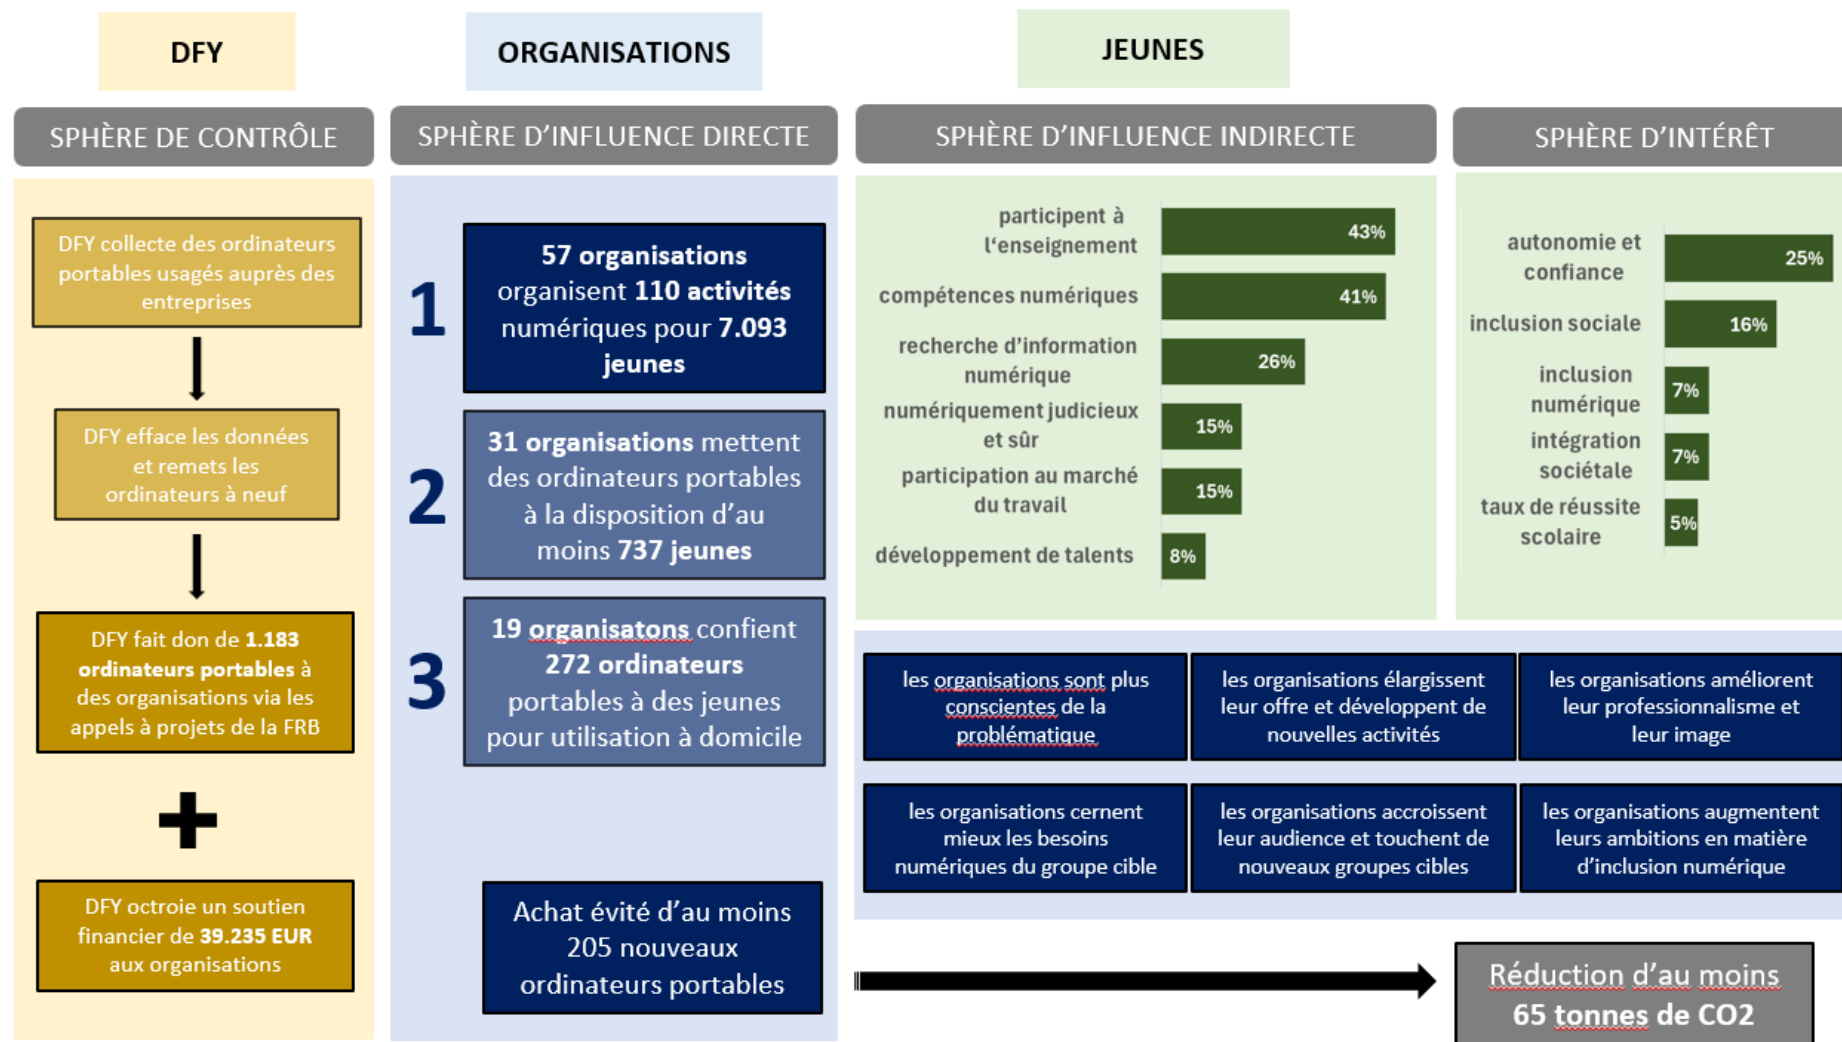 DFY
ORGANISATIONS
JEUNES
SPHÈRE DE CONTRÔLE
SPHÈRE D'INFLUENCE DIRECTE
SPHÈRE D'INFLUENCE INDIRECTE
SPHÈRE D'INTÉRÊT
DFY collecte des ordinateurs
portables usagés auprès des
entreprises
DFY efface les données
et remets les
ordinateurs à neuf
DFY fait don de 1.183
ordinateurs portables à
des organisations via les
appels à projets de la FRB
DFY octroie un soutien
financier de 39.235 EUR
aux organisations
1
57 organisations
organisent 110 activités
numériques pour 7.093
jeunes
2
31 organisations mettent
des ordinateurs portables
à la disposition d'au
moins 737 jeunes
3
19 organisatons confient
272 ordinateurs
portables à des jeunes
pour utilisation à domicile
Achat évité d'au moins
205 nouveaux
ordinateurs portables
participent à
l'enseignement
43%
compétences numériques
41%
recherche d'information
numérique
26%
numériquement judicieux
et sûr
15%
participation au marché
du travail
15%
développement de talents
8%
autonomie et
confiance
25%
inclusion sociale
16%
inclusion
numérique
7%
intégration
sociétale
7%
taux de réussite
scolaire
5%
les organisations sont plus
conscientes de la
problématique
les organisations élargissent
leur offre et développent de
nouvelles activités
les organisations améliorent
leur professionnalisme et
leur image
les organisations cernent
mieux les besoins
numériques du groupe cible
les organisations accroissent
leur audience et touchent de
nouveaux groupes cibles
les organisations augmentent
leurs ambitions en matière
d'inclusion numérique
Réduction d'au moins
65 tonnes de CO2